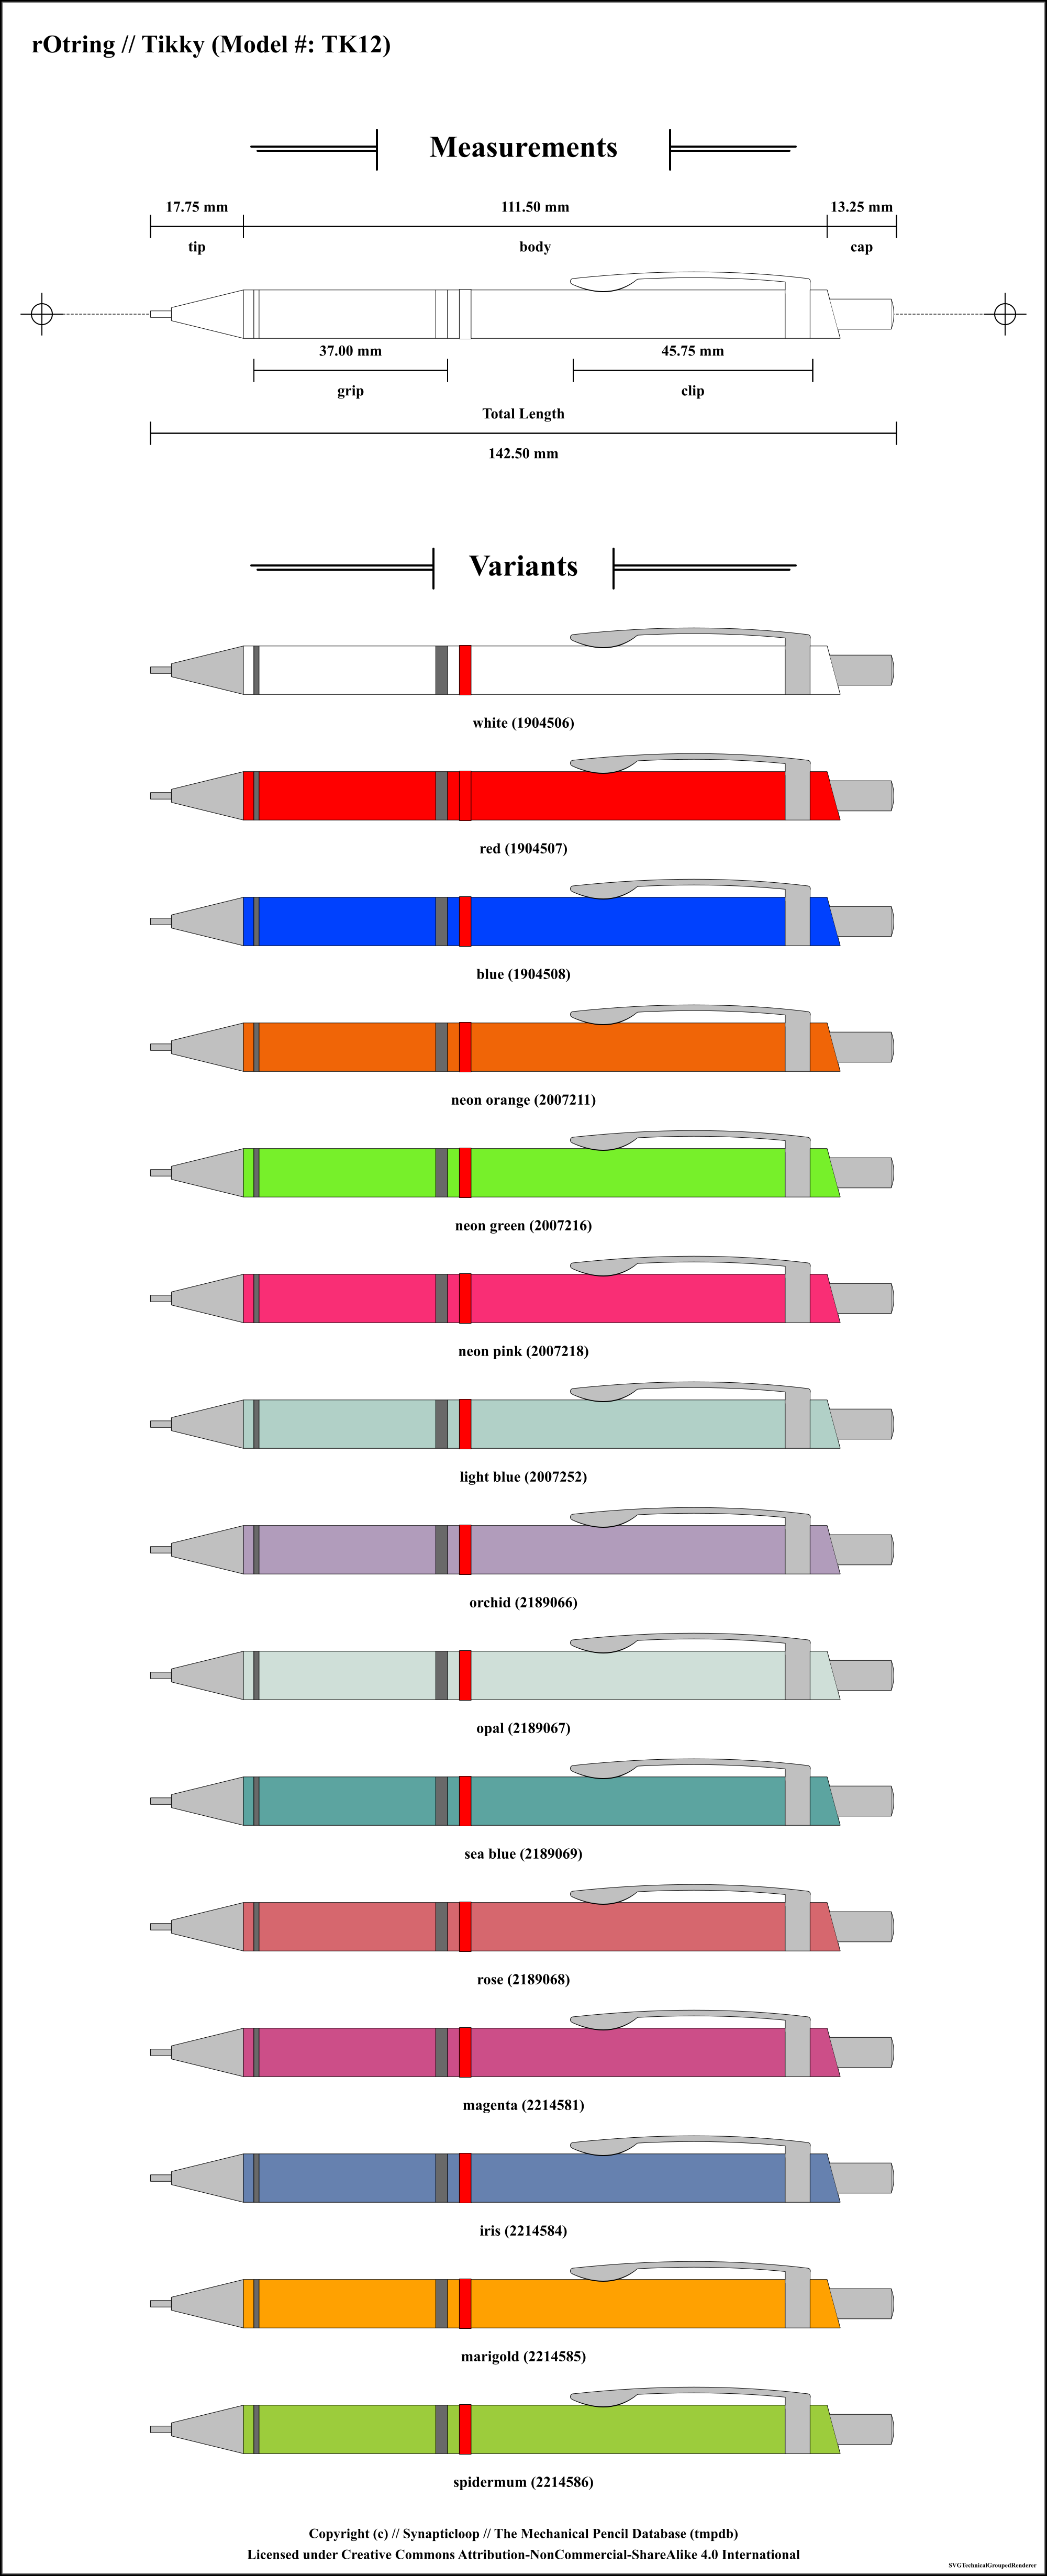 rOtring // Tikky (Model #: TK12)
Measurements
17.75 mm 111.50 mm 13.25 mm
tip body cap
37.00 mm 45.75 mm
grip clip
Total Length
142.50 mm
Variants
white (1904506)
red (1904507)
blue (1904508)
neon orange (2007211)
neon green (2007216)
neon pink (2007218)
light blue (2007252)
orchid (2189066)
opal (2189067)
sea blue (2189069)
rose (2189068)
magenta (2214581)
iris (2214584)
marigold (2214585)
spidermum (2214586)
Copyright (c) // Synapticloop // The Mechanical Pencil Database (tmpdb)
Licensed under Creative Commons Attribution-NonCommercial-ShareAlike 4.0 International
SVGTechnicalGroupedRenderer